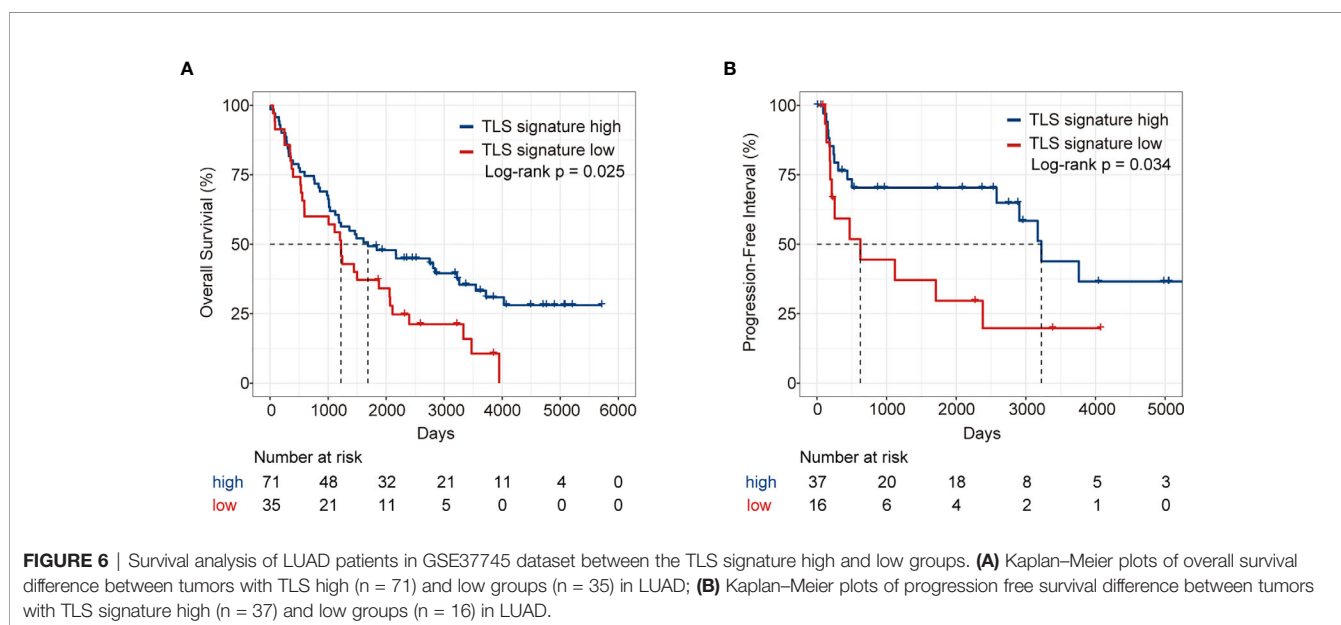 A
100
75
50
25
0
Overall Survivial (%)
TLS signature high
TLS signature low
Log-rank p = 0.025
0 1000 2000 3000 4000 5000 6000
Days
Number at risk
high 71 48 32 21 11 4 0
low 35 21 11 5 0 0 0
B
100
75
50
25
0
Progression-Free Interval (%)
TLS signature high
TLS signature low
Log-rank p = 0.034
0 1000 2000 3000 4000 5000
Days
Number at risk
high 37 20 18 8 5 3
low 16 6 4 2 1 0
FIGURE 6 | Survival analysis of LUAD patients in GSE37745 dataset between the TLS signature high and low groups. (A) Kaplan–Meier plots of overall survival
difference between tumors with TLS high (n = 71) and low groups (n = 35) in LUAD; (B) Kaplan–Meier plots of progression free survival difference between tumors
with TLS signature high (n = 37) and low groups (n = 16) in LUAD.